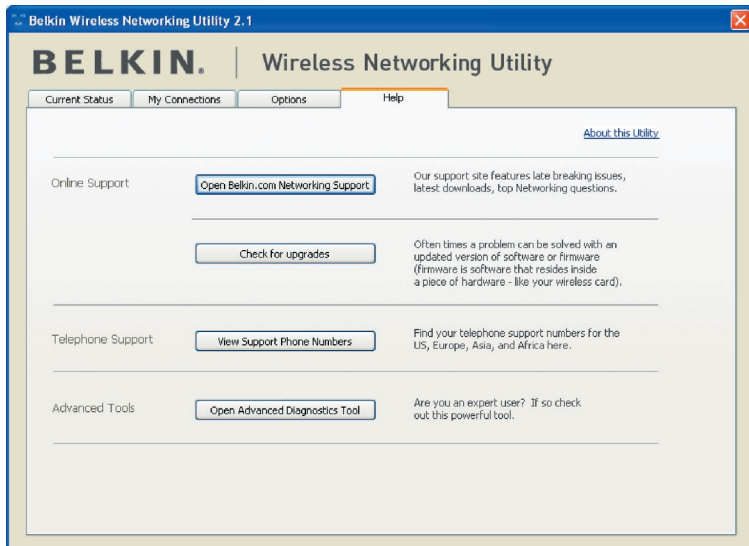 Belkin Wireless Networking Utility 2.1
BELKIN. | Wireless Networking Utility
Current Status
My Connections
Options
Help
About this Utility
Online Support
Open Belkin.com Networking Support
Our support site features late breaking issues,
latest downloads, top Networking questions.
Check for upgrades
Often times a problem can be solved with an
updated version of software or firmware
(firmware is software that resides inside
a piece of hardware - like your wireless card).
Telephone Support
View Support Phone Numbers
Find your telephone support numbers for the
US, Europe, Asia, and Africa here.
Advanced Tools
Open Advanced Diagnostics Tool
Are you an expert user? If so check
out this powerful tool.